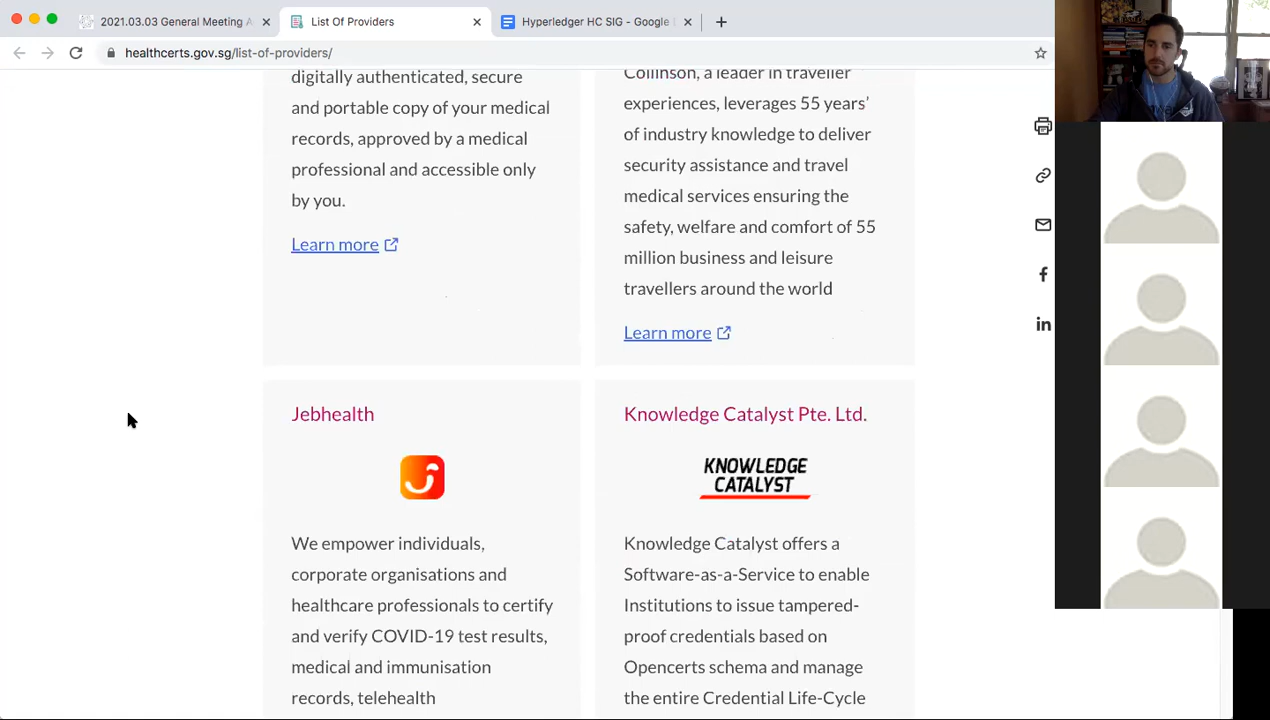 2021.03.03 General Meeting A
List Of Providers
Hyperledger HC SIG - Google
healthcerts.gov.sg/list-of-providers/
digitally authenticated, secure
and portable copy of your medical
records, approved by a medical
professional and accessible only
by you.
Learn more
Collinson, a leader in traveller
experiences, leverages 55 years'
of industry knowledge to deliver
security assistance and travel
medical services ensuring the
safety, welfare and comfort of 55
million business and leisure
travellers around the world
Learn more
Jebhealth
We empower individuals,
corporate organisations and
healthcare professionals to certify
and verify COVID-19 test results,
medical and immunisation
records, telehealth
Knowledge Catalyst Pte. Ltd.
KNOWLEDGE
CATALYST
Knowledge Catalyst offers a
Software-as-a-Service to enable
Institutions to issue tampered-
proof credentials based on
Opencerts schema and manage
the entire Credential Life-Cycle